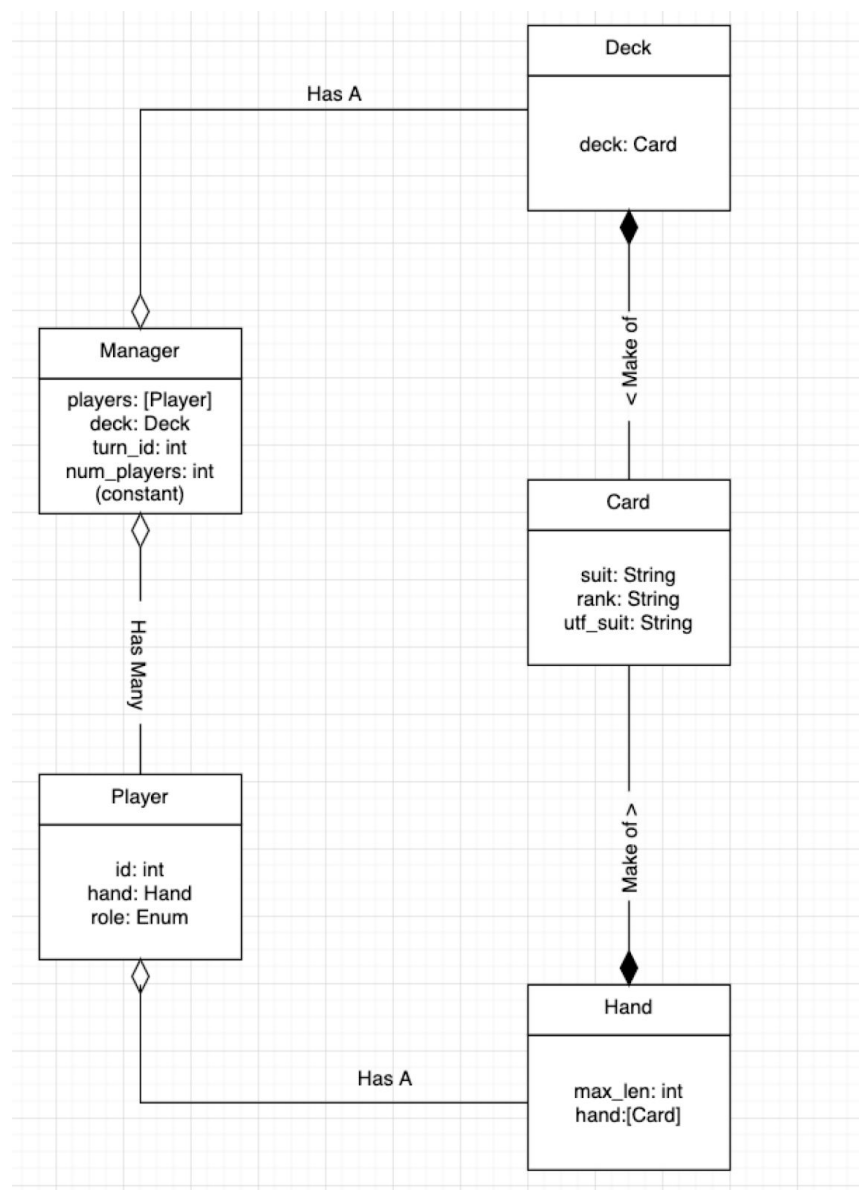 Deck
deck: Card
Has A
Manager
players: [Player]
deck: Deck
turn_id: int
num_players: int
(constant)
< Make of
Card
suit: String
rank: String
utf_suit: String
Has Many
Player
id: int
hand: Hand
role: Enum
Make of >
Hand
max_len: int
hand:[Card]
Has A